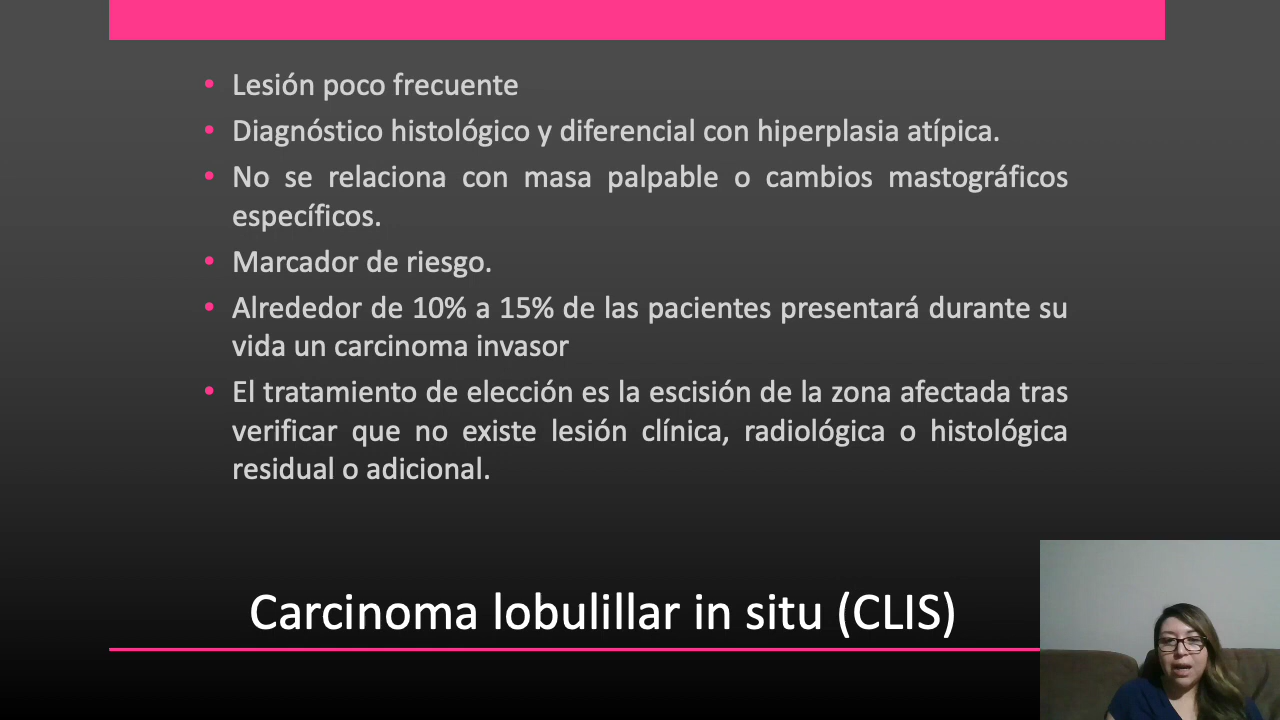 Lesión poco frecuente
Diagnóstico histológico y diferencial con hiperplasia atípica.
No se relaciona con masa palpable o cambios mastográficos
específicos.
Marcador de riesgo.
Alrededor de 10% a 15% de las pacientes presentará durante su
vida un carcinoma invasor
El tratamiento de elección es la escisión de la zona afectada tras
verificar que no existe lesión clínica, radiológica o histológica
residual o adicional.
Carcinoma lobulillar in situ (CLIS)